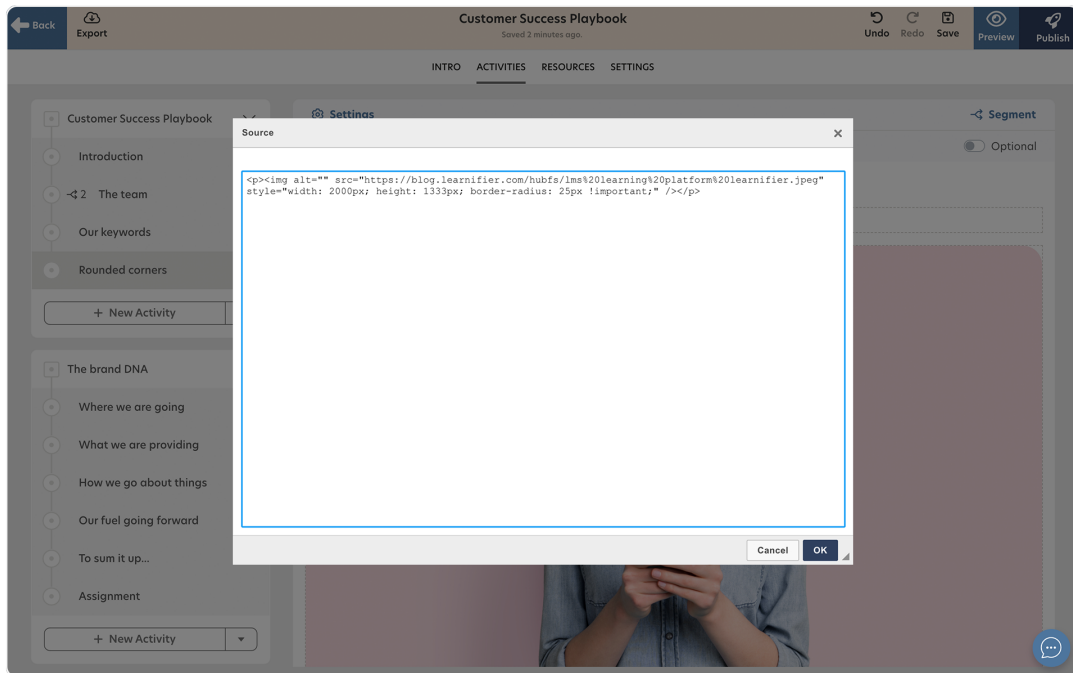 Back
Export
Customer Success Playbook
Saved 2 minutes ago.
Undo
Redo
Save
Preview
Publish
INTRO ACTIVITIES RESOURCES SETTINGS
Customer Success Playbook
Introduction
2 The team
Our keywords
Rounded corners
+ New Activity
The brand DNA
Where we are going
What we are providing
How we go about things
Our fuel going forward
To sum it up...
Assignment
+ New Activity
Settings
Segment
Optional
Source
<p><img alt="" src="https://blog.learnifier.com/hubfs/lms%20learning%20platform%20learnifier.jpeg"
style="width: 2000px; height: 1333px; border-radius: 25px !important;" /></p>
Cancel
OK